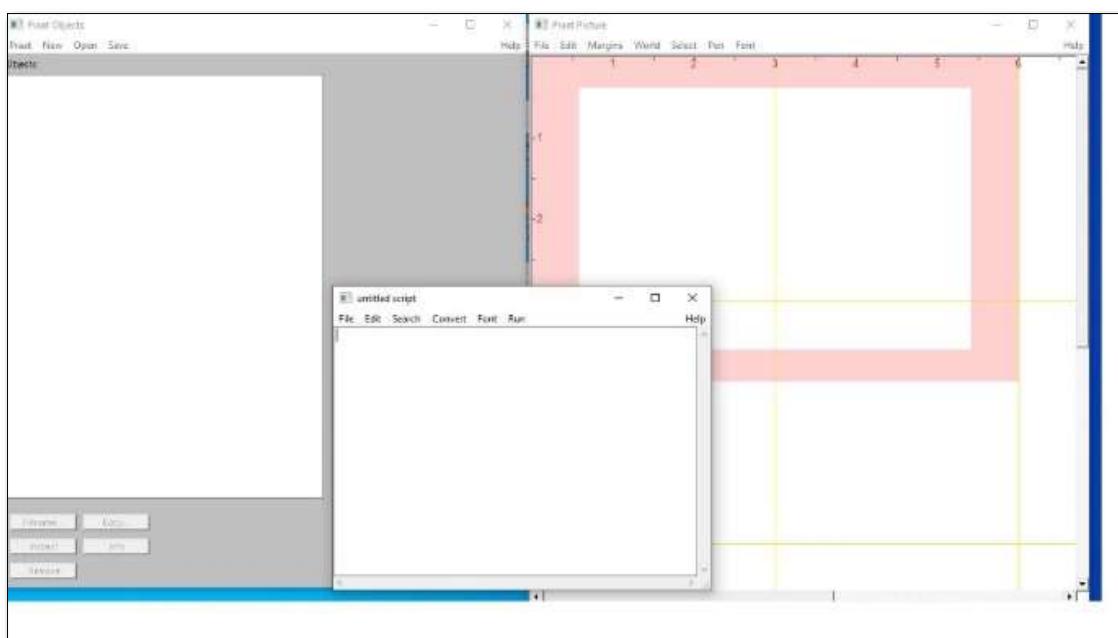 Praat Objects
Praat New Open Save Help
Objects:
Rename Copy...
Inspect Info
Remove
Praat Picture
File Edit Margins World Select Pen Font Help
1 2 3 4 5 6
1
2
untitled script
File Edit Search Convert Font Run Help